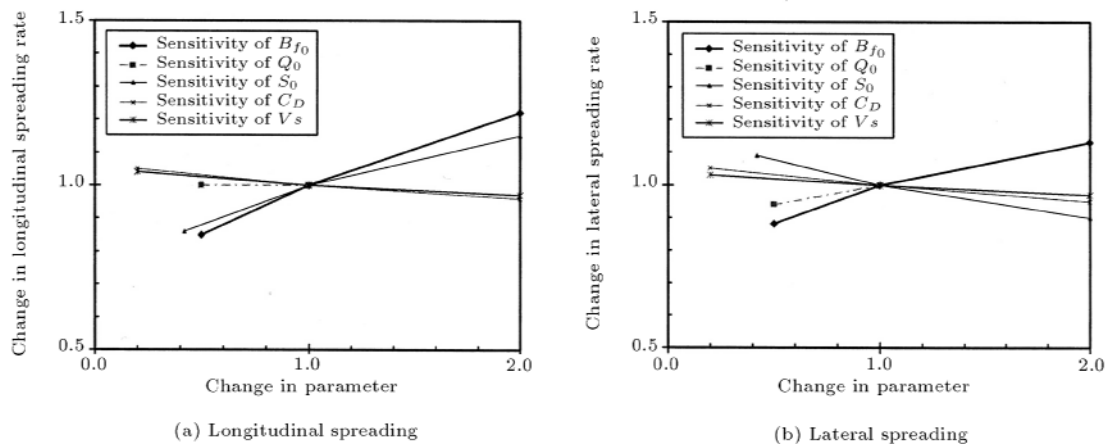 1.5
Sensitivity of B_{f_0}
Sensitivity of Q_0
Sensitivity of S_0
Sensitivity of C_D
Sensitivity of Vs
Change in longitudinal spreading rate
1.0
0.5
0.0
1.0
2.0
Change in parameter
(a) Longitudinal spreading
1.5
Sensitivity of B_{f_0}
Sensitivity of Q_0
Sensitivity of S_0
Sensitivity of C_D
Sensitivity of Vs
Change in lateral spreading rate
1.0
0.5
0.0
1.0
2.0
Change in parameter
(b) Lateral spreading